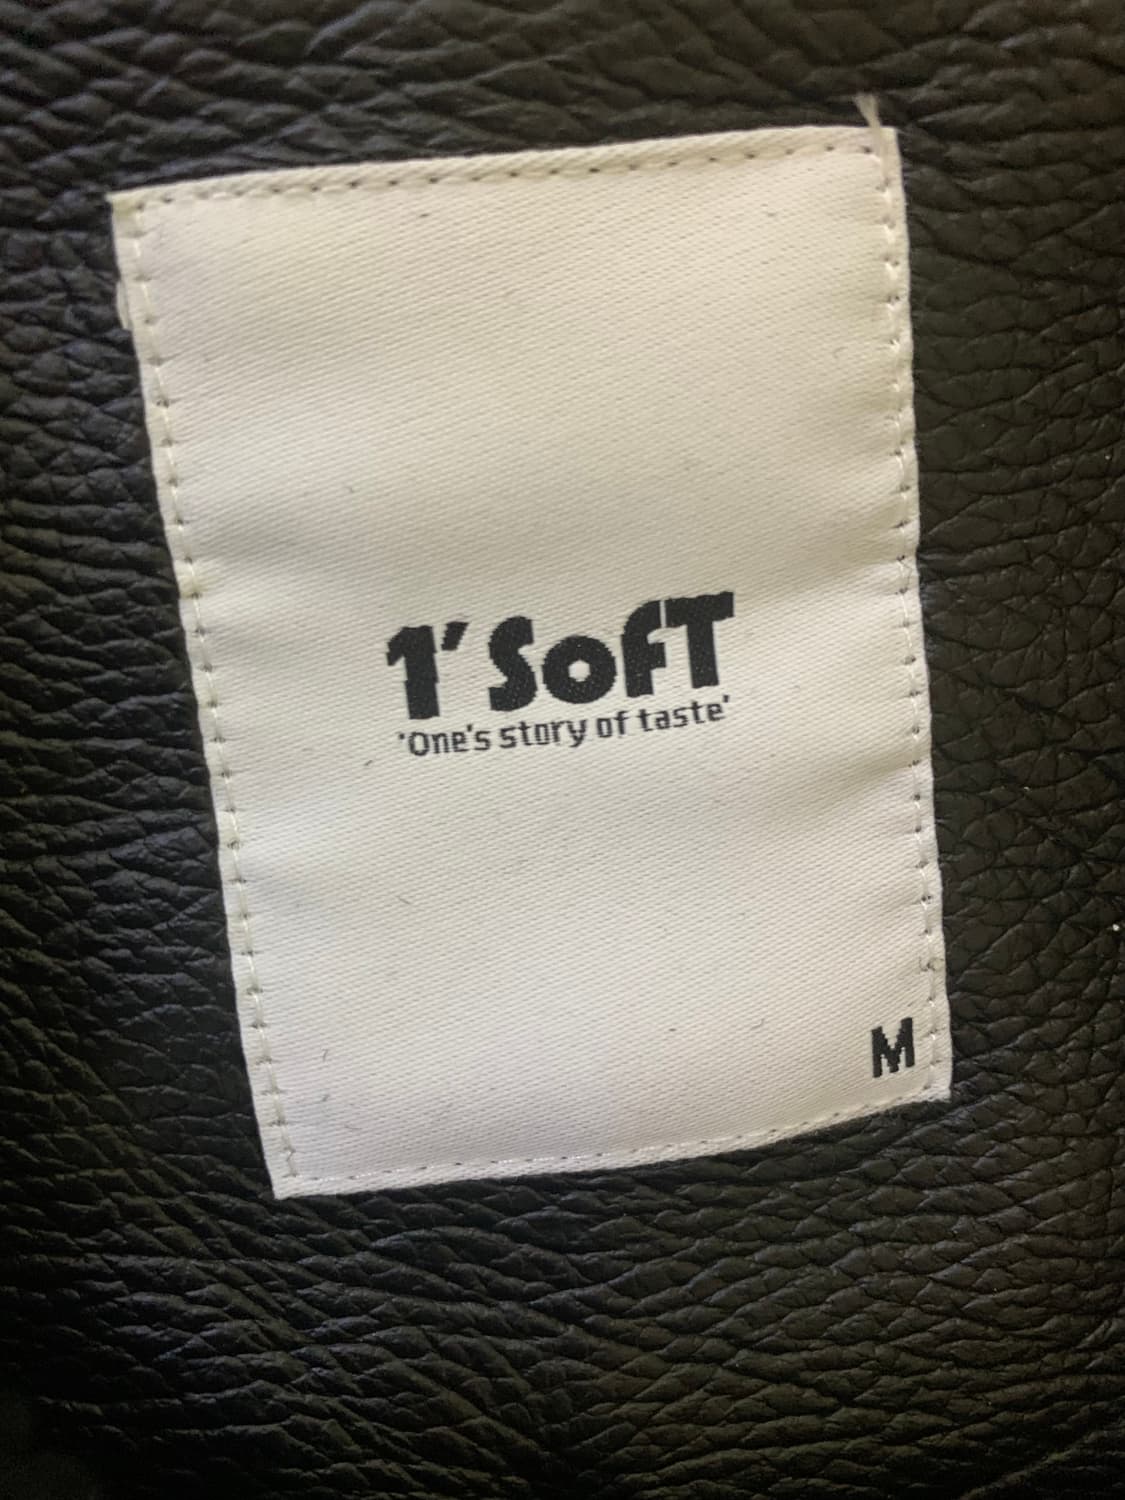 1'SofT
'One's story of taste'
M